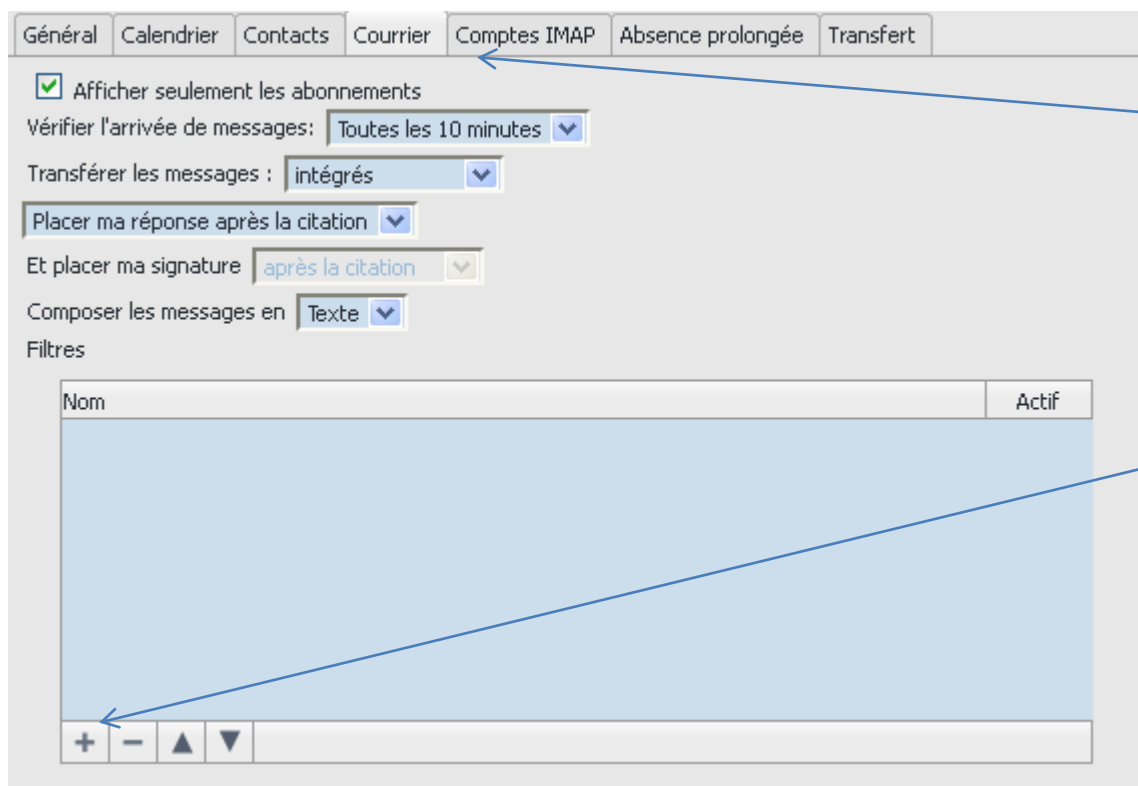 Général Calendrier Contacts Courrier Comptes IMAP Absence prolongée Transfert
Afficher seulement les abonnements
Vérifier l'arrivée de messages: Toutes les 10 minutes
Transférer les messages : intégrés
Placer ma réponse après la citation
Et placer ma signature après la citation
Composer les messages en Texte
Filtres
Nom Actif